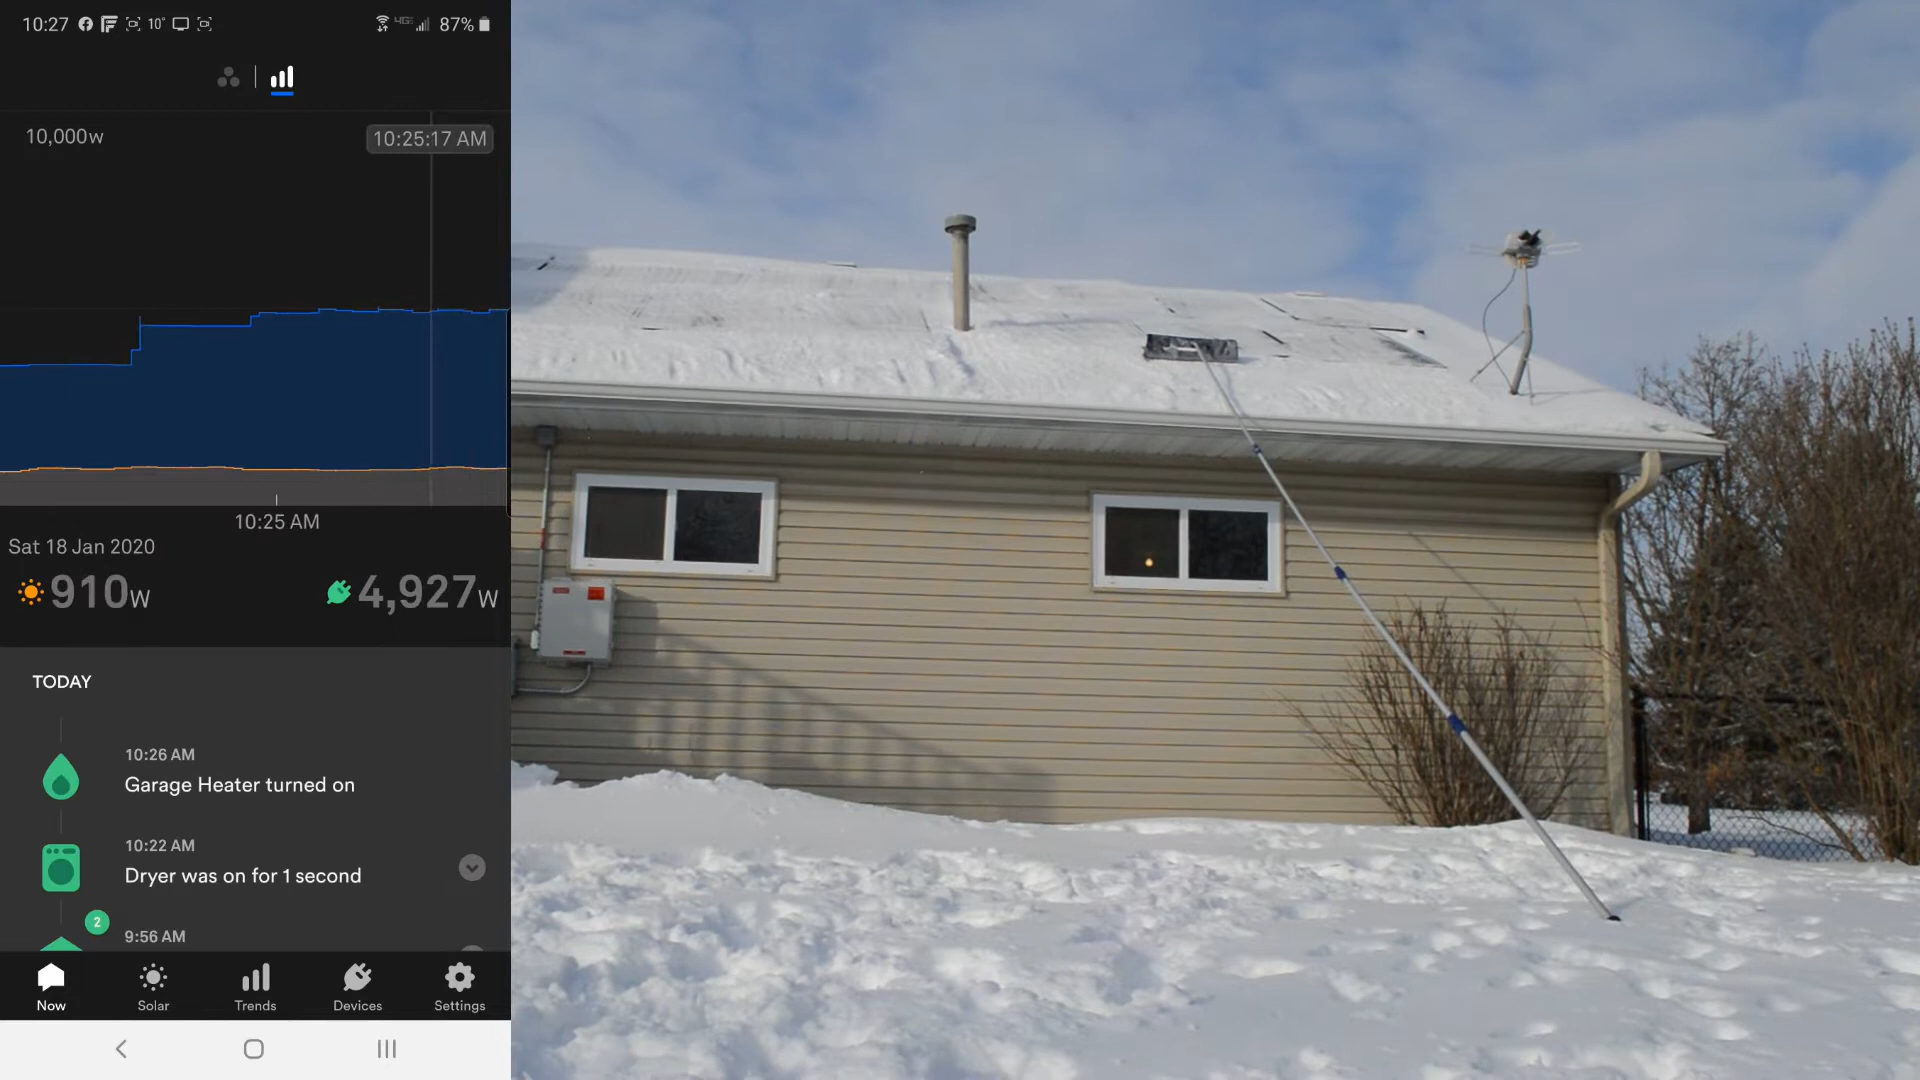 10:27 10° 4G 87%
10,000w
10:25:17 AM
10:25 AM
Sat 18 Jan 2020
910w 4,927w
TODAY
10:26 AM
Garage Heater turned on
10:22 AM
Dryer was on for 1 second
2
9:56 AM
Now Solar Trends Devices Settings